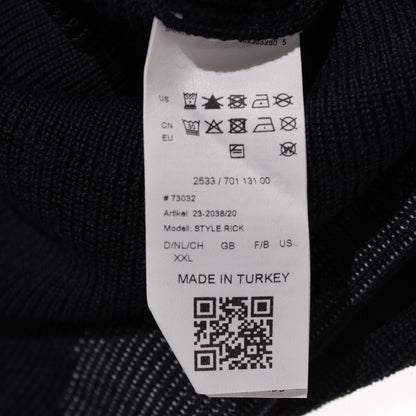 US
CN
EU
2533 / 701 131 00
# 73032
Artikel: 23-2038/20
Modell: STYLE.RICK
D/NL/CH GB F/B US
XXL
MADE IN TURKEY